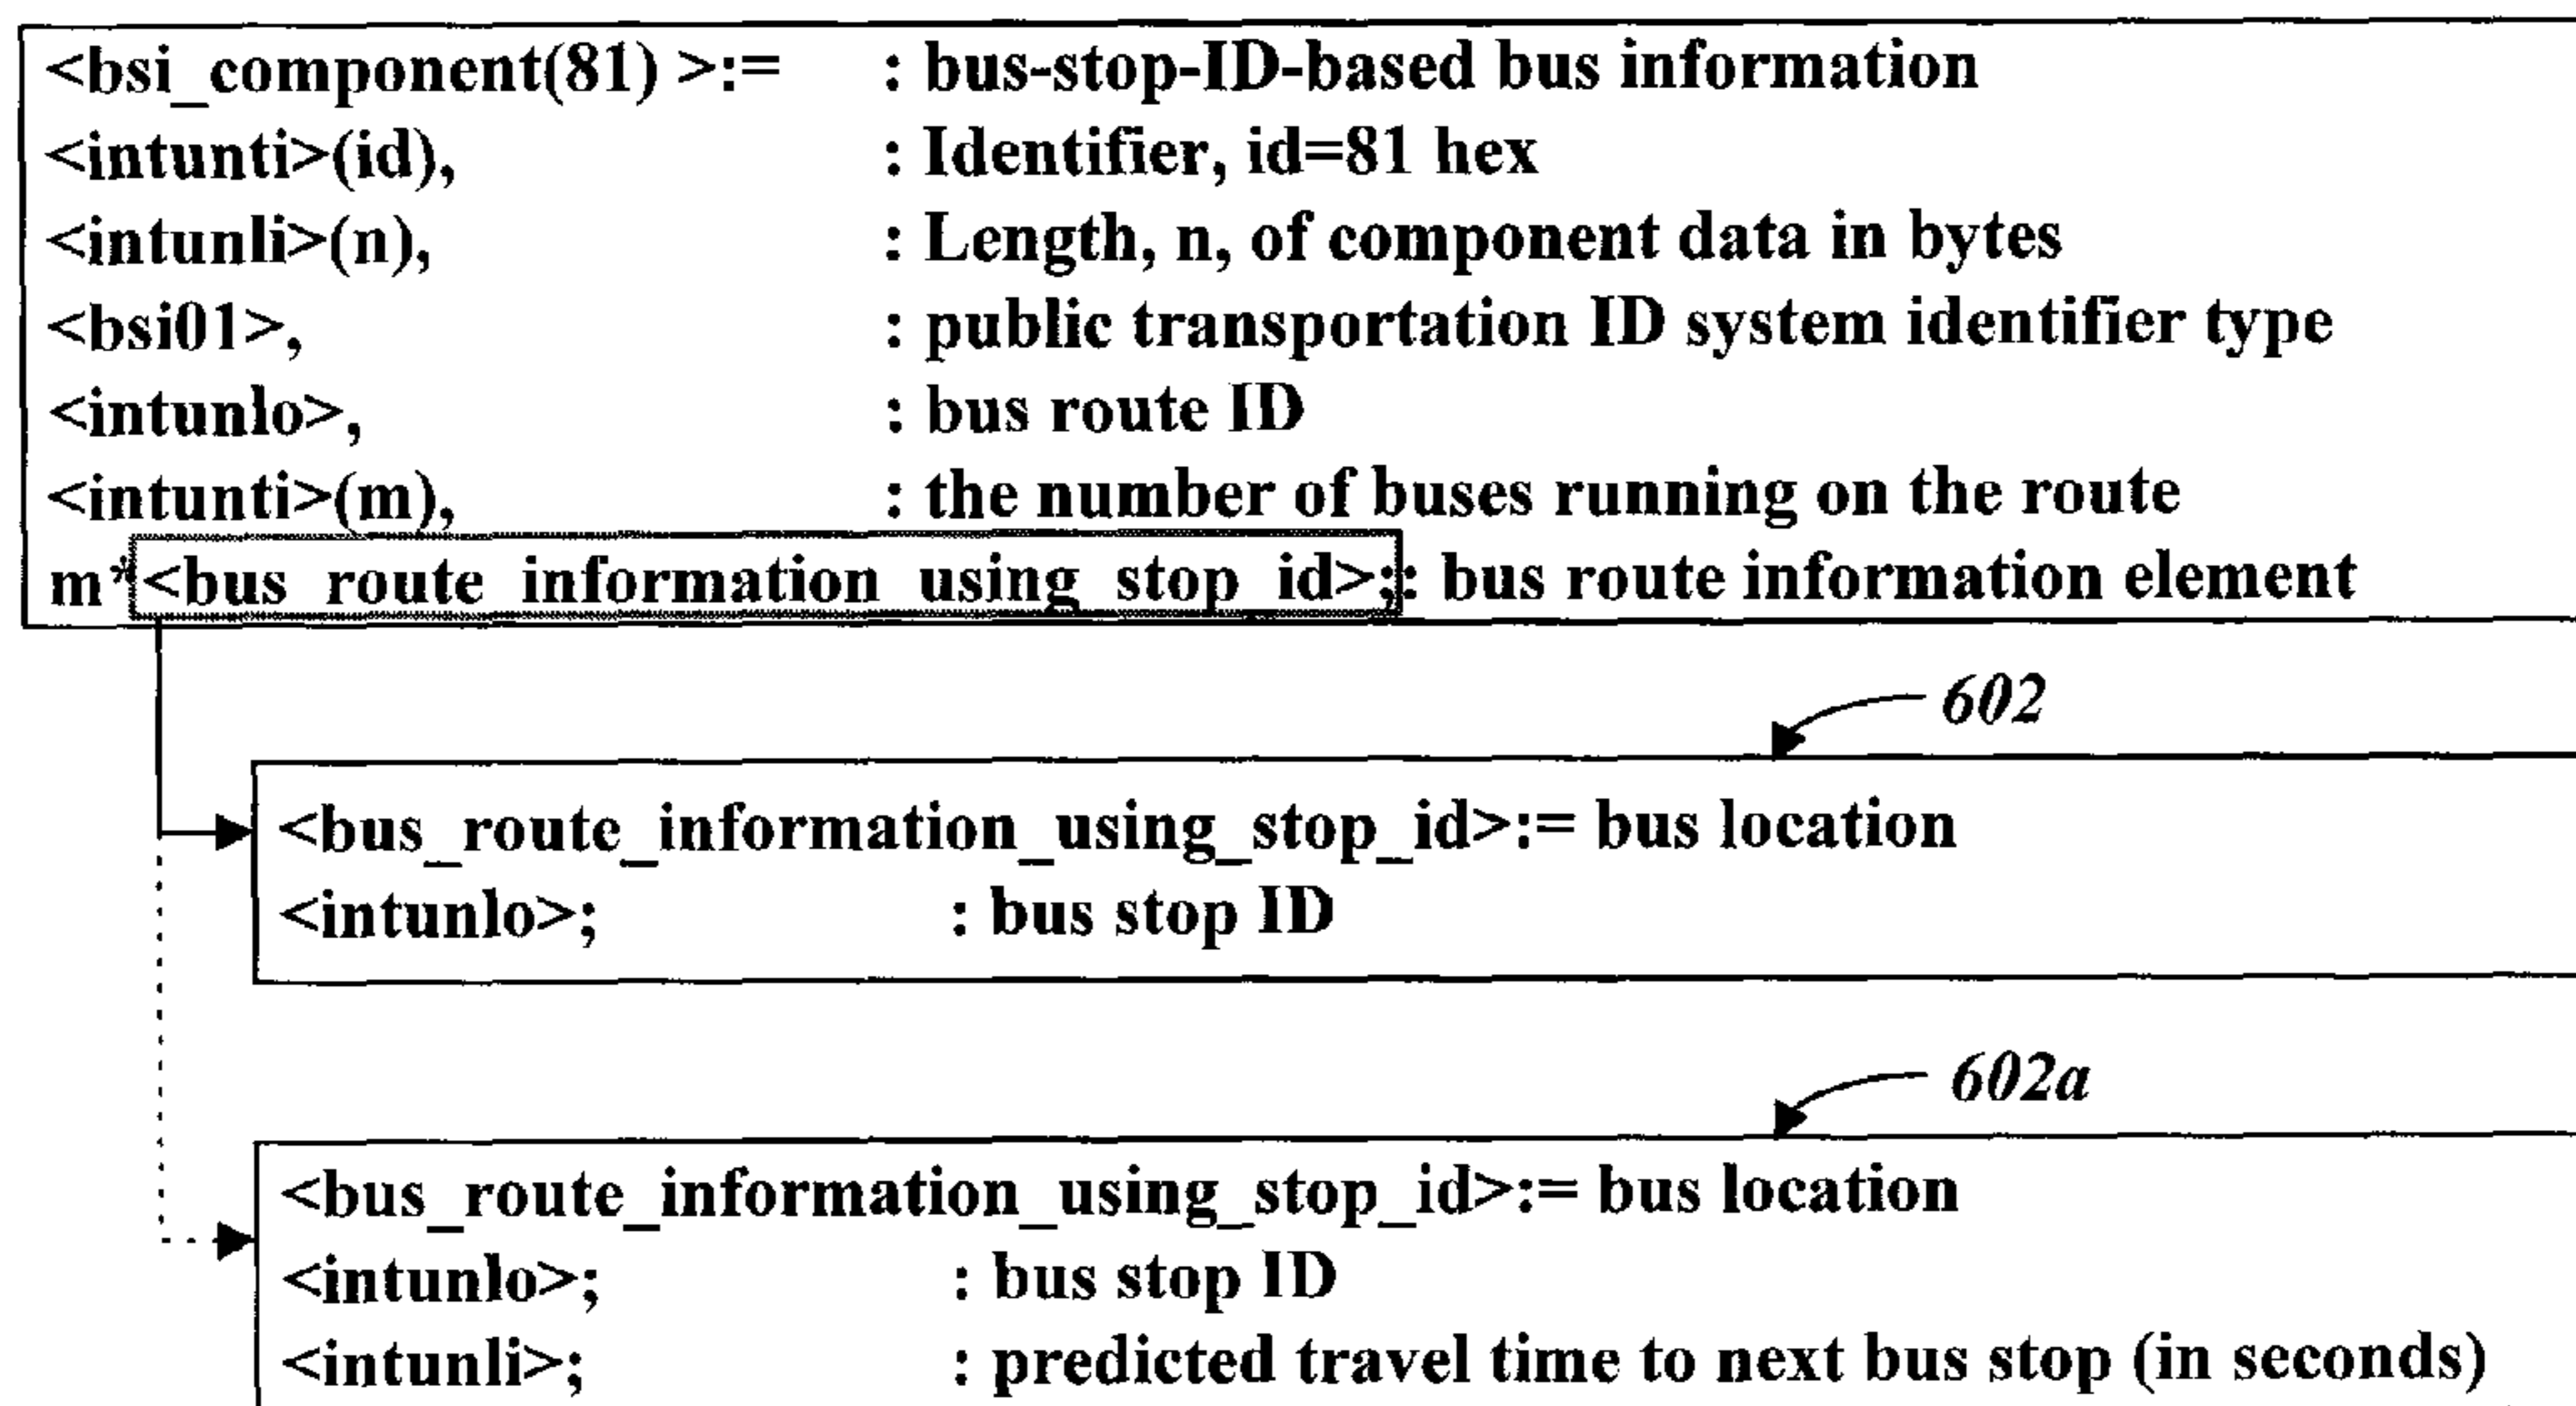 <bsi_component(81) >:= : bus-stop-ID-based bus information
<intunti>(id), : Identifier, id=81 hex
<intunli>(n), : Length, n, of component data in bytes
<bsi01>, : public transportation ID system identifier type
<intunlo>, : bus route ID
<intunti>(m), : the number of buses running on the route
m*<bus_route_information_using_stop_id>;: bus route information element
602
<bus_route_information_using_stop_id>:= bus location
<intunlo>; : bus stop ID
602a
<bus_route_information_using_stop_id>:= bus location
<intunlo>; : bus stop ID
<intunli>; : predicted travel time to next bus stop (in seconds)